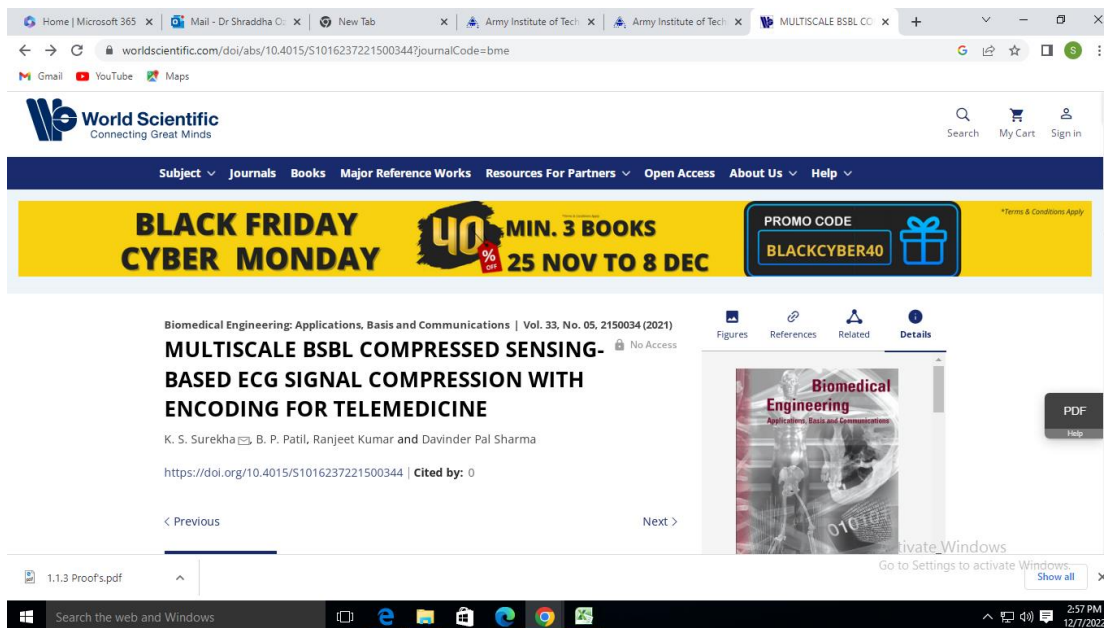 Home | Microsoft 365
Mail - Dr Shraddha O
New Tab
Army Institute of Tech
Army Institute of Tech
MULTISCALE BSBL CO
worldscientific.com/doi/abs/10.4015/S1016237221500344?journalCode=bme
Gmail YouTube Maps
World Scientific
Connecting Great Minds
Search My Cart Sign in
Subject Journals Books Major Reference Works Resources For Partners Open Access About Us Help
BLACK FRIDAY
CYBER MONDAY
40
% OFF
MIN. 3 BOOKS
25 NOV TO 8 DEC
PROMO CODE
BLACKCYBER40
*Terms & Conditions Apply
Biomedical Engineering: Applications, Basis and Communications | Vol. 33, No. 05, 2150034 (2021)
MULTISCALE BSBL COMPRESSED SENSING-
No Access
BASED ECG SIGNAL COMPRESSION WITH
ENCODING FOR TELEMEDICINE
K. S. Surekha, B. P. Patil, Ranjeet Kumar and Davinder Pal Sharma
https://doi.org/10.4015/S1016237221500344 | Cited by: 0
< Previous
Next >
Figures References Related Details
Biomedical
Engineering
Applications, Basis and Communications
01010
PDF
Help
Activate Windows
Go to Settings to activate Windows.
1.1.3 Proof's.pdf
Show all
Search the web and Windows
2:57 PM
12/7/2022